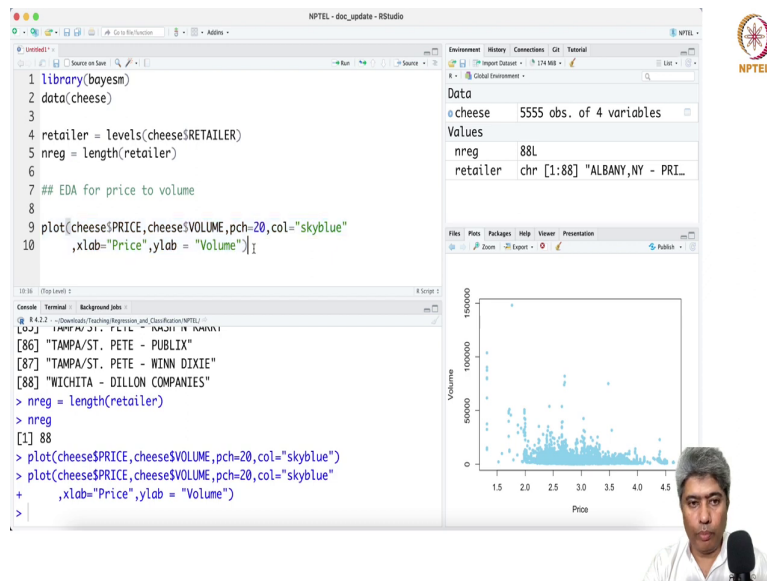 NPTEL - doc_update - RStudio
Go to file/function
Addins
NPTEL
Untitled1*
Source on Save
Run
Source
1 library(bayesm)
2 data(cheese)
3
4 retailer = levels(cheese$RETAILER)
5 nreg = length(retailer)
6
7 ## EDA for price to volume
8
9 plot(cheese$PRICE,cheese$VOLUME,pch=20,col="skyblue"
10 ,xlab="Price",ylab = "Volume")
10:36 (Top Level) R Script
Console Terminal Background Jobs
R 4.2.2 · ~/Downloads/Teaching/Regression_and_Classification/NPTEL/
[85] "TAMPA/ST. PETE - KASH N KARRY"
[86] "TAMPA/ST. PETE - PUBLIX"
[87] "TAMPA/ST. PETE - WINN DIXIE"
[88] "WICHITA - DILLON COMPANIES"
> nreg = length(retailer)
> nreg
[1] 88
> plot(cheese$PRICE,cheese$VOLUME,pch=20,col="skyblue")
> plot(cheese$PRICE,cheese$VOLUME,pch=20,col="skyblue"
+ ,xlab="Price",ylab = "Volume")
>
Environment History Connections Git Tutorial
Import Dataset 174 MiB List
R Global Environment
Data
cheese 5555 obs. of 4 variables
Values
nreg 88L
retailer chr [1:88] "ALBANY,NY - PRI…
Files Plots Packages Help Viewer Presentation
Zoom Export Publish
Volume
150000
100000
50000
0
1.5 2.0 2.5 3.0 3.5 4.0 4.5
Price
NPTEL